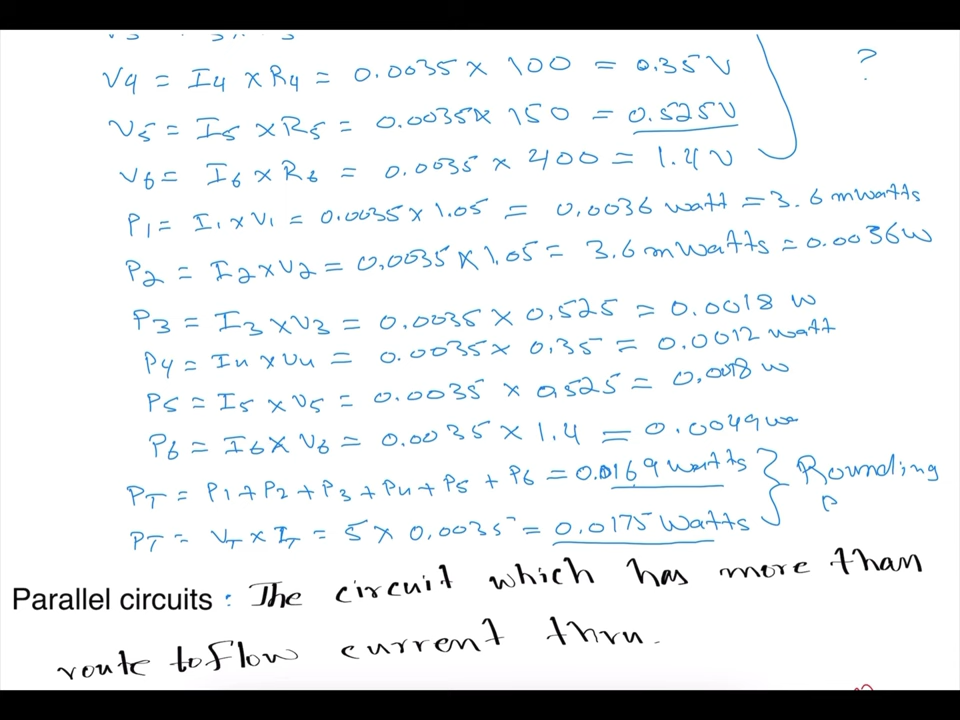 V4 = I4 x R4 = 0.0035 x 100 = 0.35 V
?
V5 = I5 x R5 = 0.0035 x 150 = 0.525 V
V6 = I6 x R6 = 0.0035 x 400 = 1.4 V
P1 = I1 x V1 = 0.0035 x 1.05 = 0.0036 watt = 3.6 mwatts
P2 = I2 x V2 = 0.0035 x 1.05 = 3.6 mWatts = 0.0036 W
P3 = I3 x V3 = 0.0035 x 0.525 = 0.0018 w
P4 = I4 x V4 = 0.0035 x 0.35 = 0.0012 watt
P5 = I5 x V5 = 0.0035 x 0.525 = 0.0018 w
P6 = I6 x V6 = 0.0035 x 1.4 = 0.0049 wa
PT = P1 + P2 + P3 + P4 + P5 + P6 = 0.0169 watts } Rounding
PT = VT x IT = 5 x 0.0035 = 0.0175 Watts
Parallel circuits : The circuit which has more than
route to flow current thru.